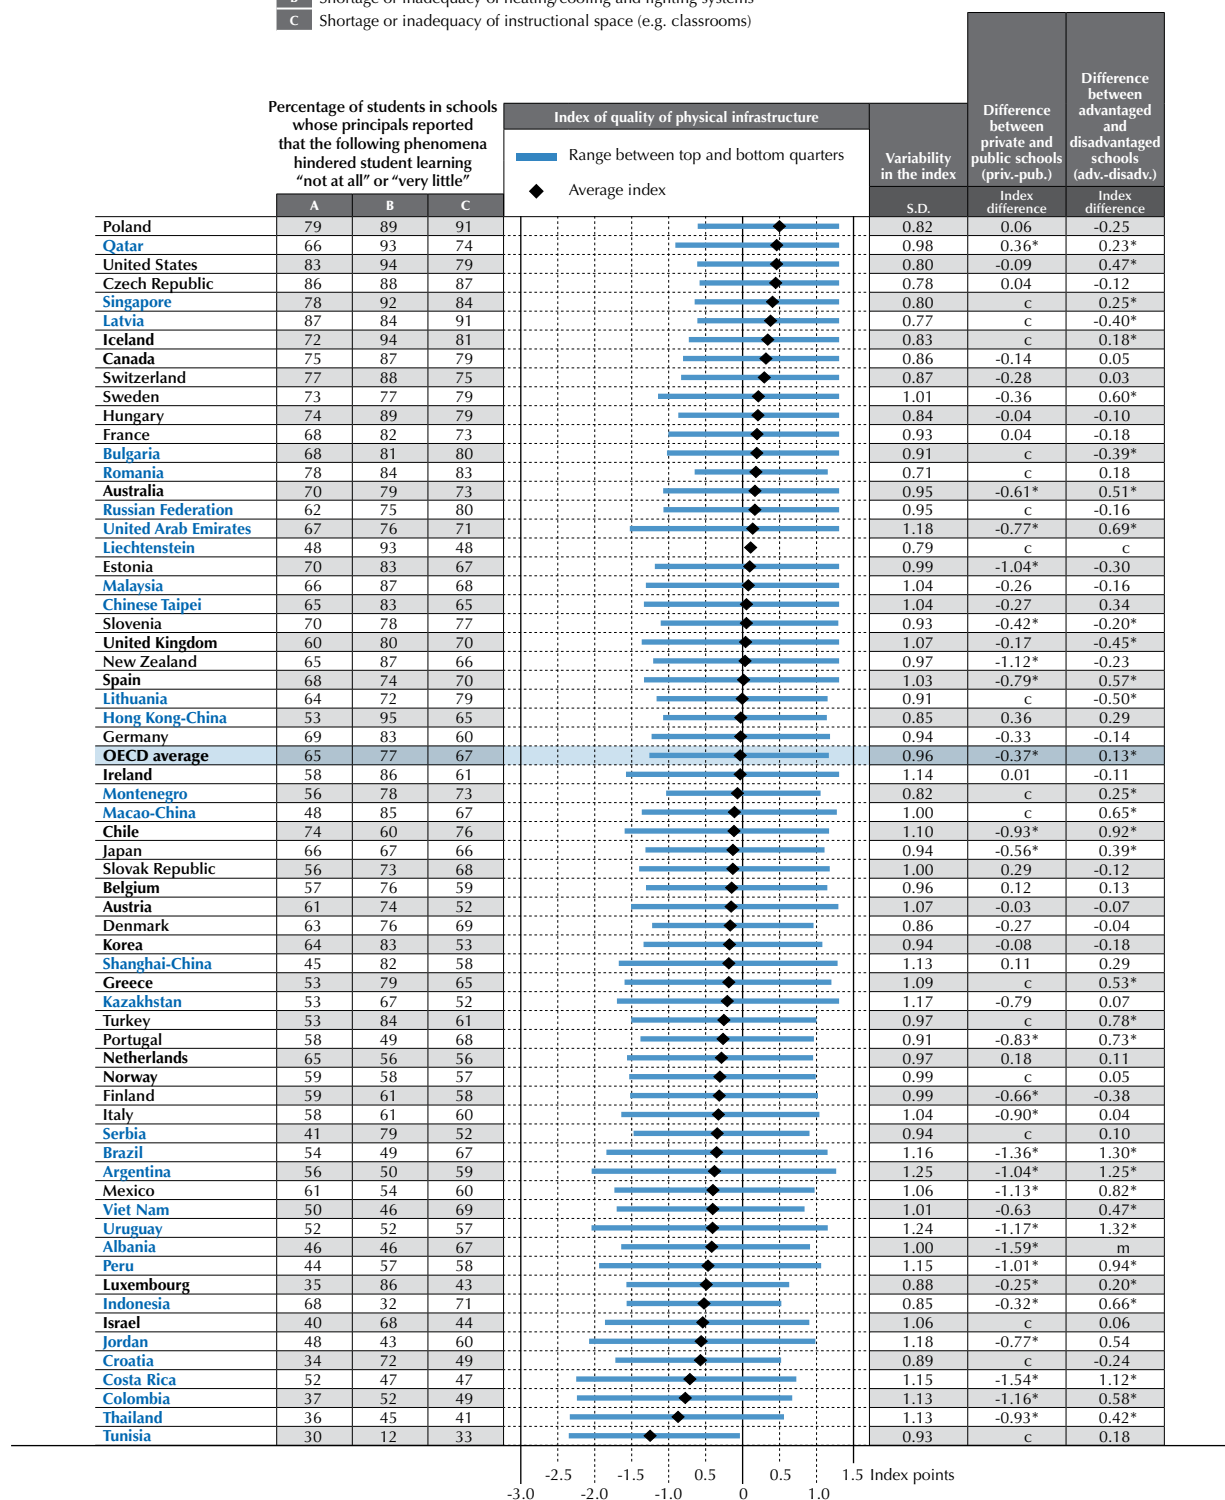 B Shortage or inadequacy of heating/cooling and lighting systems
C Shortage or inadequacy of instructional space (e.g. classrooms)
Percentage of students in schools
whose principals reported
that the following phenomena
hindered student learning
“not at all” or “very little”
Index of quality of physical infrastructure
Range between top and bottom quarters
Average index
Variability
in the index
Difference
between
private and
public schools
(priv.-pub.)
Difference
between
advantaged
and
disadvantaged
schools
(adv.-disadv.)
A B C S.D. Index
difference Index
difference
Poland 79 89 91 0.82 0.06 -0.25
Qatar 66 93 74 0.98 0.36* 0.23*
United States 83 94 79 0.80 -0.09 0.47*
Czech Republic 86 88 87 0.78 0.04 -0.12
Singapore 78 92 84 0.80 c 0.25*
Latvia 87 84 91 0.77 c -0.40*
Iceland 72 94 81 0.83 c 0.18*
Canada 75 87 79 0.86 -0.14 0.05
Switzerland 77 88 75 0.87 -0.28 0.03
Sweden 73 77 79 1.01 -0.36 0.60*
Hungary 74 89 79 0.84 -0.04 -0.10
France 68 82 73 0.93 0.04 -0.18
Bulgaria 68 81 80 0.91 c -0.39*
Romania 78 84 83 0.71 c 0.18
Australia 70 79 73 0.95 -0.61* 0.51*
Russian Federation 62 75 80 0.95 c -0.16
United Arab Emirates 67 76 71 1.18 -0.77* 0.69*
Liechtenstein 48 93 48 0.79 c c
Estonia 70 83 67 0.99 -1.04* -0.30
Malaysia 66 87 68 1.04 -0.26 -0.16
Chinese Taipei 65 83 65 1.04 -0.27 0.34
Slovenia 70 78 77 0.93 -0.42* -0.20*
United Kingdom 60 80 70 1.07 -0.17 -0.45*
New Zealand 65 87 66 0.97 -1.12* -0.23
Spain 68 74 70 1.03 -0.79* 0.57*
Lithuania 64 72 79 0.91 c -0.50*
Hong Kong-China 53 95 65 0.85 0.36 0.29
Germany 69 83 60 0.94 -0.33 -0.14
OECD average 65 77 67 0.96 -0.37* 0.13*
Ireland 58 86 61 1.14 0.01 -0.11
Montenegro 56 78 73 0.82 c 0.25*
Macao-China 48 85 67 1.00 c 0.65*
Chile 74 60 76 1.10 -0.93* 0.92*
Japan 66 67 66 0.94 -0.56* 0.39*
Slovak Republic 56 73 68 1.00 0.29 -0.12
Belgium 57 76 59 0.96 0.12 0.13
Austria 61 74 52 1.07 -0.03 -0.07
Denmark 63 76 69 0.86 -0.27 -0.04
Korea 64 83 53 0.94 -0.08 -0.18
Shanghai-China 45 82 58 1.13 0.11 0.29
Greece 53 79 65 1.09 c 0.53*
Kazakhstan 53 67 52 1.17 -0.79 0.07
Turkey 53 84 61 0.97 c 0.78*
Portugal 58 49 68 0.91 -0.83* 0.73*
Netherlands 65 56 56 0.97 0.18 0.11
Norway 59 58 57 0.99 c 0.05
Finland 59 61 58 0.99 -0.66* -0.38
Italy 58 61 60 1.04 -0.90* 0.04
Serbia 41 79 52 0.94 c 0.10
Brazil 54 49 67 1.16 -1.36* 1.30*
Argentina 56 50 59 1.25 -1.04* 1.25*
Mexico 61 54 60 1.06 -1.13* 0.82*
Viet Nam 50 46 69 1.01 -0.63 0.47*
Uruguay 52 52 57 1.24 -1.17* 1.32*
Albania 46 46 67 1.00 -1.59* m
Peru 44 57 58 1.15 -1.01* 0.94*
Luxembourg 35 86 43 0.88 -0.25* 0.20*
Indonesia 68 32 71 0.85 -0.32* 0.66*
Israel 40 68 44 1.06 c 0.06
Jordan 48 43 60 1.18 -0.77* 0.54
Croatia 34 72 49 0.89 c -0.24
Costa Rica 52 47 47 1.15 -1.54* 1.12*
Colombia 37 52 49 1.13 -1.16* 0.58*
Thailand 36 45 41 1.13 -0.93* 0.42*
Tunisia 30 12 33 0.93 c 0.18
-2.5 -1.5 0.5 0.5 1.5 Index points
-3.0 -2.0 -1.0 0 1.0